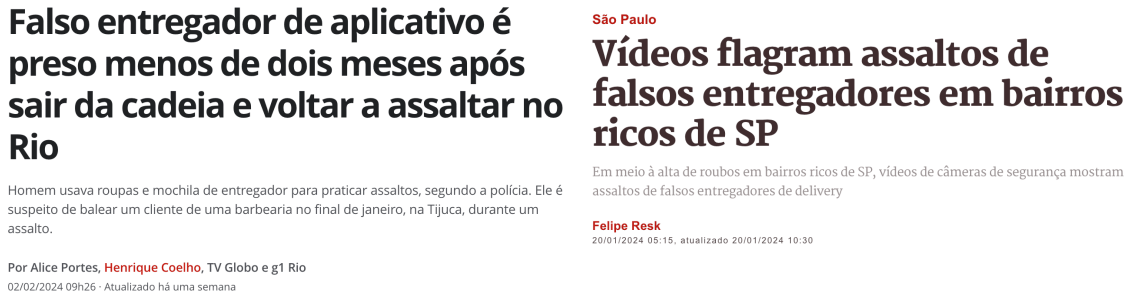 Falso entregador de aplicativo é
preso menos de dois meses após
sair da cadeia e voltar a assaltar no
Rio
Homem usava roupas e mochila de entregador para praticar assaltos, segundo a polícia. Ele é
suspeito de balear um cliente de uma barbearia no final de janeiro, na Tijuca, durante um
assalto.
Por Alice Portes, Henrique Coelho, TV Globo e g1 Rio
02/02/2024 09h26 · Atualizado há uma semana
São Paulo
Vídeos flagram assaltos de
falsos entregadores em bairros
ricos de SP
Em meio à alta de roubos em bairros ricos de SP, vídeos de câmeras de segurança mostram
assaltos de falsos entregadores de delivery
Felipe Resk
20/01/2024 05:15, atualizado 20/01/2024 10:30